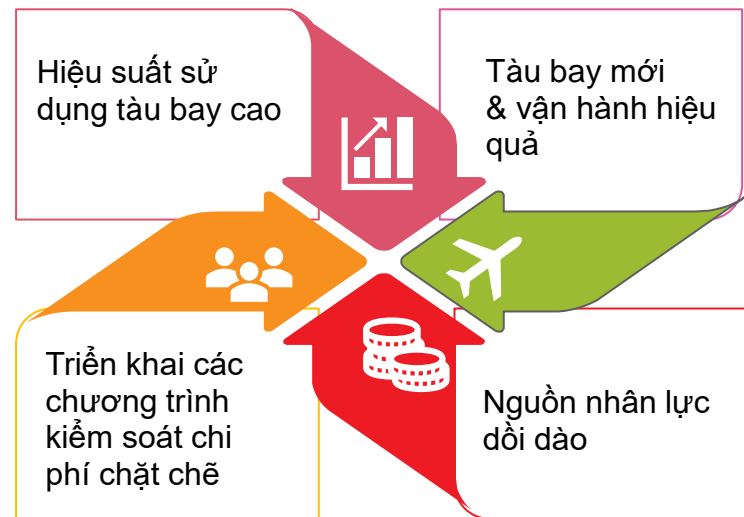 Hiệu suất sử
dụng tàu bay cao
Tàu bay mới
& vận hành hiệu
quả
Triển khai các
chương trình
kiểm soát chi
phí chặt chẽ
Nguồn nhân lực
dồi dào